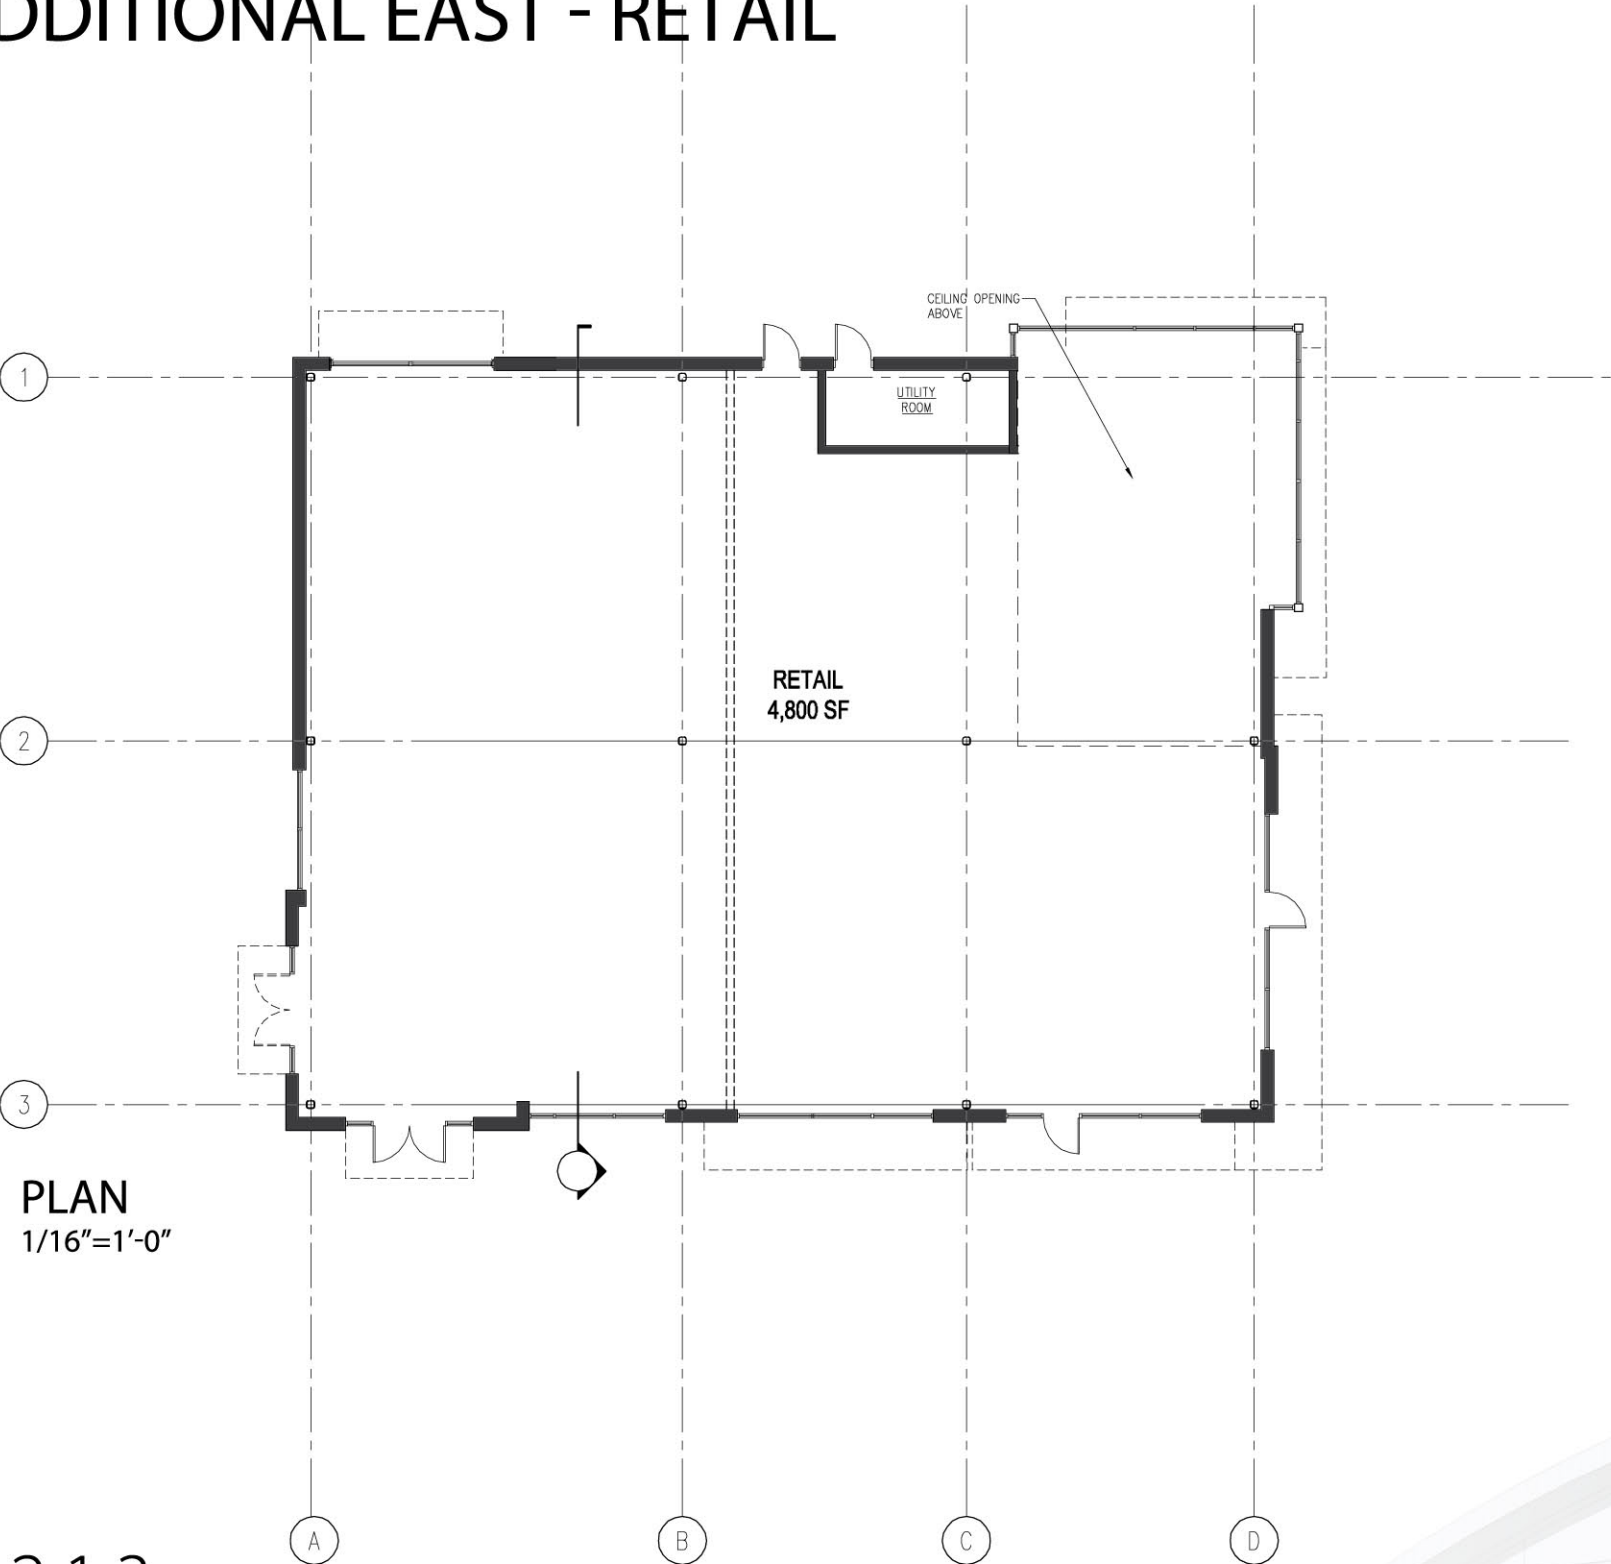 DDITIONAL EAST - RETAIL
CEILING OPENING
ABOVE
1
UTILITY
ROOM
RETAIL
4,800 SF
2
3
PLAN
1/16"=1'-0"
A
B
C
D